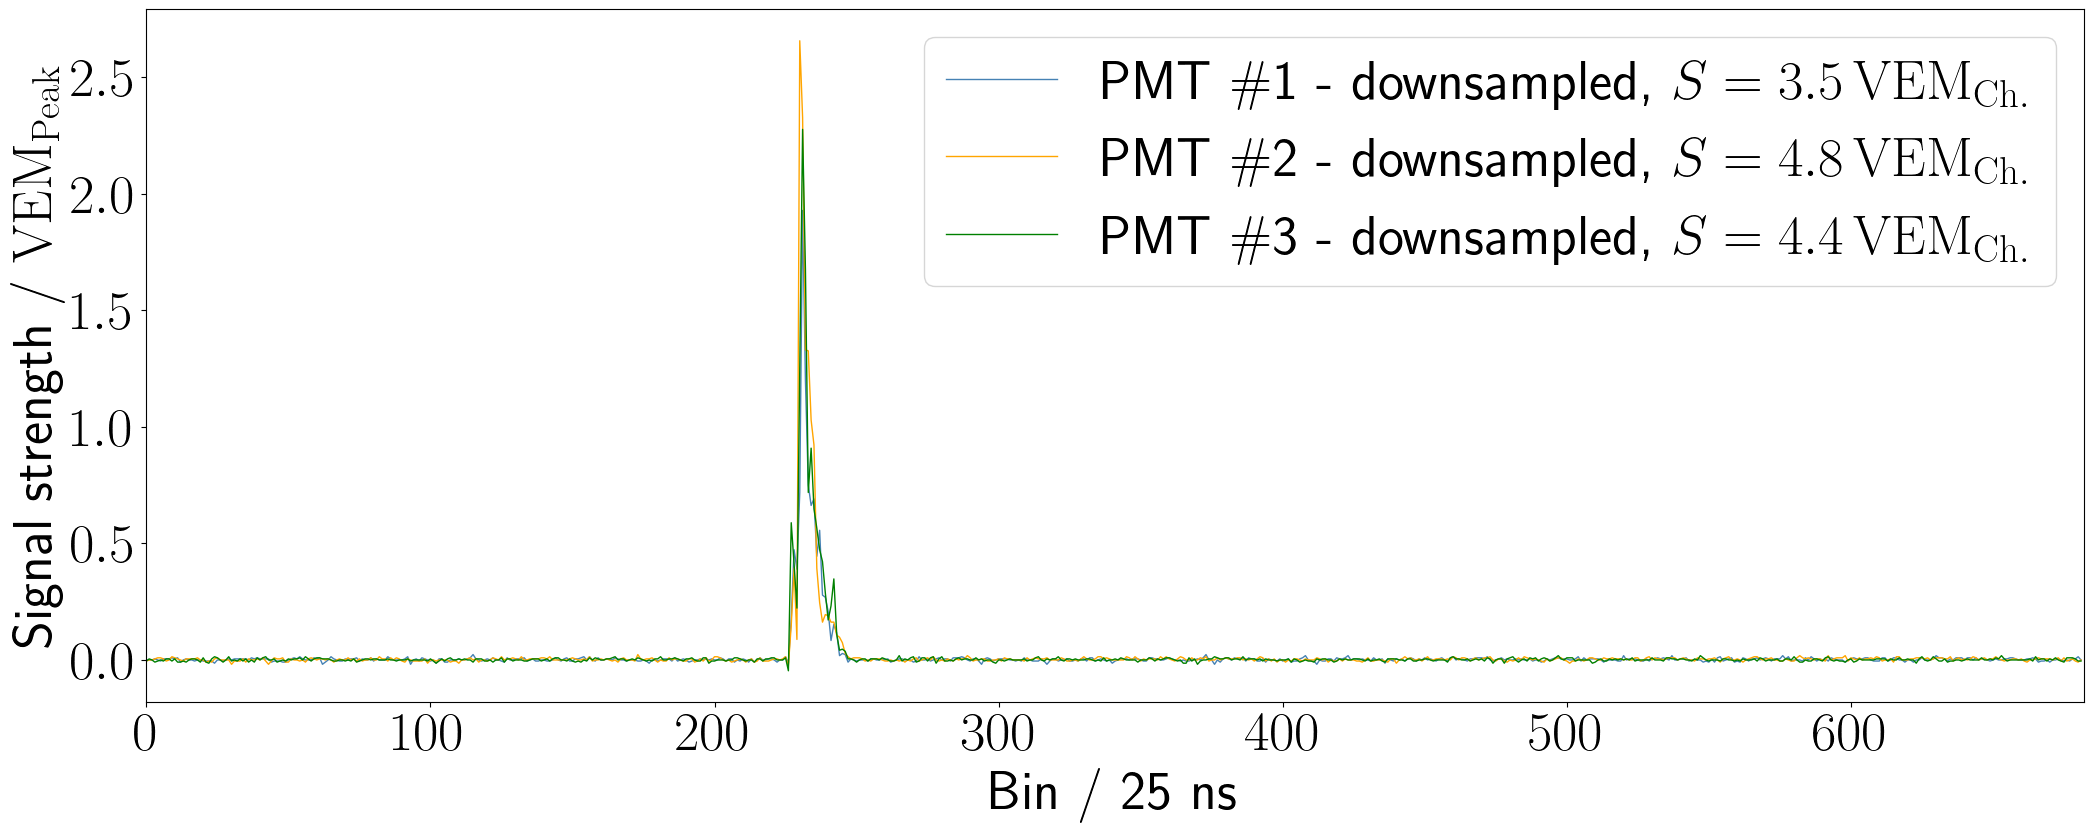 Signal strength / VEM_Peak
2.5
2.0
1.5
1.0
0.5
0.0
PMT #1 - downsampled, S = 3.5 VEM_Ch.
PMT #2 - downsampled, S = 4.8 VEM_Ch.
PMT #3 - downsampled, S = 4.4 VEM_Ch.
0 100 200 300 400 500 600
Bin / 25 ns